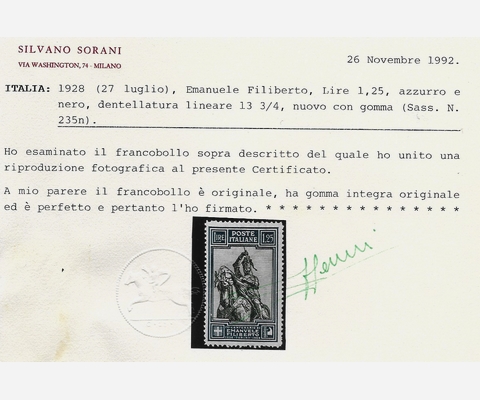 SILVANO SORANI
VIA WASHINGTON, 74 - MILANO
26 Novembre 1992.
ITALIA: 1928 (27 luglio), Emanuele Filiberto, Lire 1,25, azzurro e
nero, dentellatura lineare 13 3/4, nuovo con gomma (Sass. N.
235n).
Ho esaminato il francobollo sopra descritto del quale ho unito una
riproduzione fotografica al presente Certificato.
A mio parere il francobollo è originale, ha gomma integra originale
ed è perfetto e pertanto l'ho firmato. * * * * * * * * * * * * * * *
LIRE POSTE ITALIANE 1,25
EMANUELE
FILIBERTO